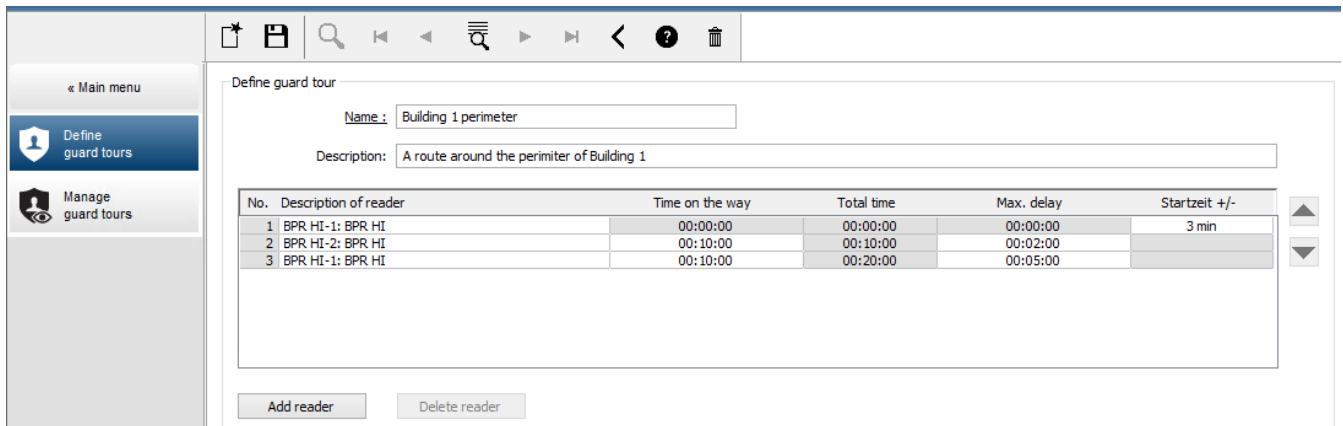 « Main menu
Define
guard tours
Manage
guard tours
Define guard tour
Name : Building 1 perimeter
Description: A route around the perimiter of Building 1
No. Description of reader Time on the way Total time Max. delay Startzeit +/-
1 BPR HI-1: BPR HI 00:00:00 00:00:00 00:00:00 3 min
2 BPR HI-2: BPR HI 00:10:00 00:10:00 00:02:00
3 BPR HI-1: BPR HI 00:10:00 00:20:00 00:05:00
Add reader Delete reader